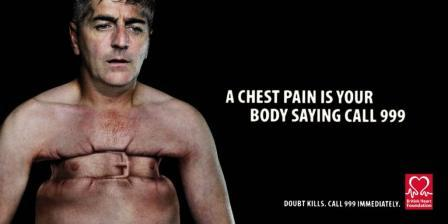 A CHEST PAIN IS YOUR
BODY SAYING CALL 999
DOUBT KILLS. CALL 999 IMMEDIATELY.
British Heart
Foundation